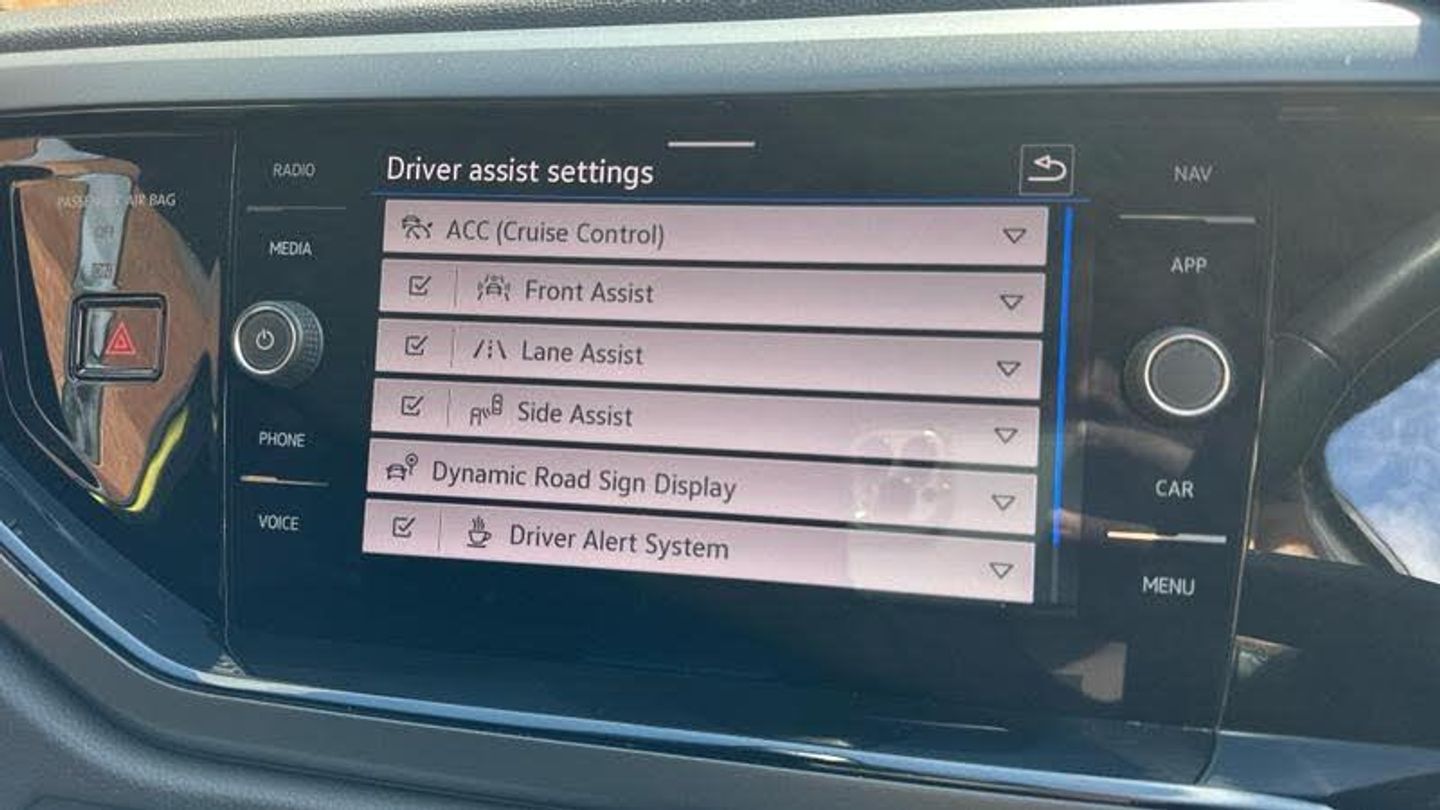 PASSENGER AIR BAG
OFF
RADIO
MEDIA
PHONE
VOICE
Driver assist settings
ACC (Cruise Control)
Front Assist
Lane Assist
Side Assist
Dynamic Road Sign Display
Driver Alert System
NAV
APP
CAR
MENU